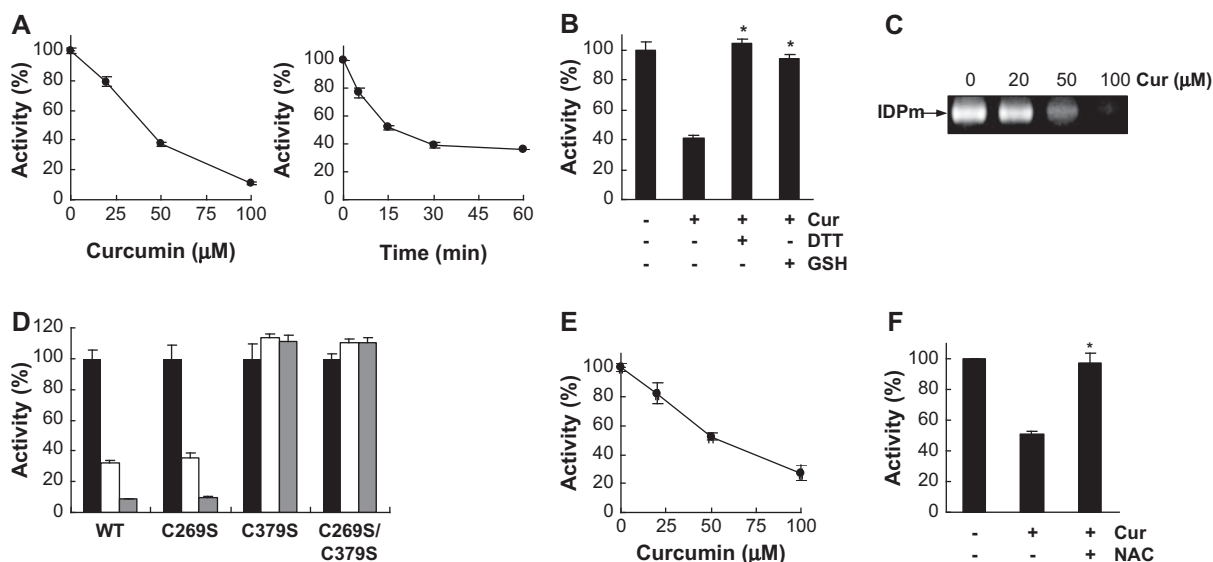 A
Activity (%)
100
80
60
40
20
0
0 25 50 75 100
Curcumin (μM)
Activity (%)
100
80
60
40
20
0
0 15 30 45 60
Time (min)
B
Activity (%)
100
80
60
40
20
0
* *
- + + + Cur
- - + - DTT
- - - + GSH
C
0 20 50 100 Cur (μM)
IDPm
D
Activity (%)
120
100
80
60
40
20
0
WT C269S C379S C269S/
C379S
E
Activity (%)
100
80
60
40
20
0
0 25 50 75 100
Curcumin (μM)
F
Activity (%)
100
80
60
40
20
0
*
- + + Cur
- - + NAC